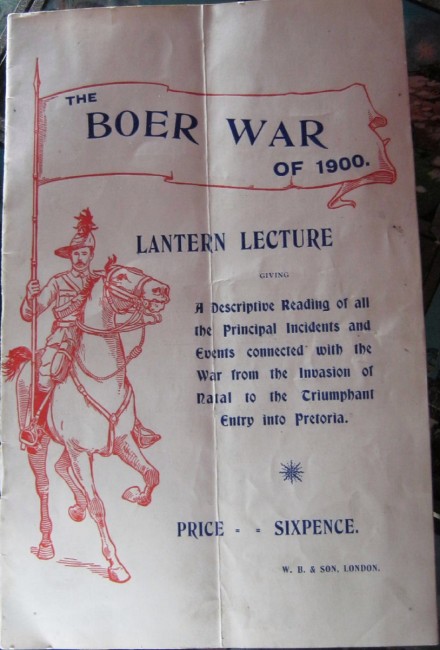 THE
BOER WAR
OF 1900.
LANTERN LECTURE
GIVING
A Descriptive Reading of all
the Principal Incidents and
Events connected with the
War from the Invasion of
Natal to the Triumphant
Entry into Pretoria.
PRICE = = SIXPENCE.
W. B. & SON, LONDON.